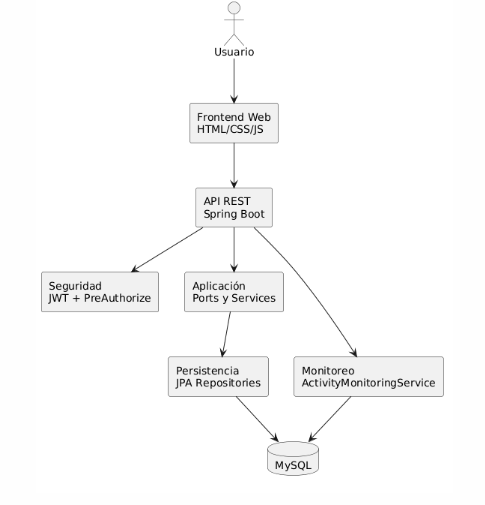 Usuario
Frontend Web
HTML/CSS/JS
API REST
Spring Boot
Seguridad
JWT + PreAuthorize
Aplicación
Ports y Services
Persistencia
JPA Repositories
Monitoreo
ActivityMonitoringService
MySQL